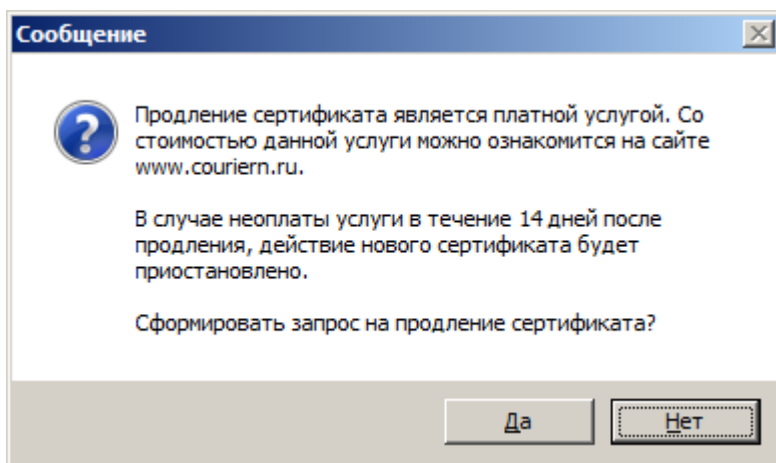 Сообщение
Продление сертификата является платной услугой. Со
стоимостью данной услуги можно ознакомится на сайте
www.couriern.ru.
В случае неоплаты услуги в течение 14 дней после
продления, действие нового сертификата будет
приостановлено.
Сформировать запрос на продление сертификата?
Да
Нет